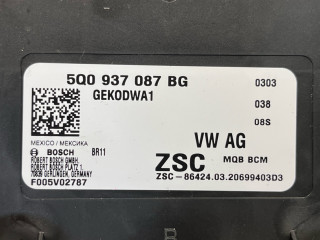 5Q0 937 087 BG 0303
GEKODWA1
038
08S
MEXICO / МЕКСИКА
BOSCH BR11
VW AG
ROBERT BOSCH GMBH,
ROBERT BOSCH PLATZ 1
70839 GERLINGEN, GERMANY
ZSC MQB BCM
F005V02787
ZSC-86424.03.20699403D3